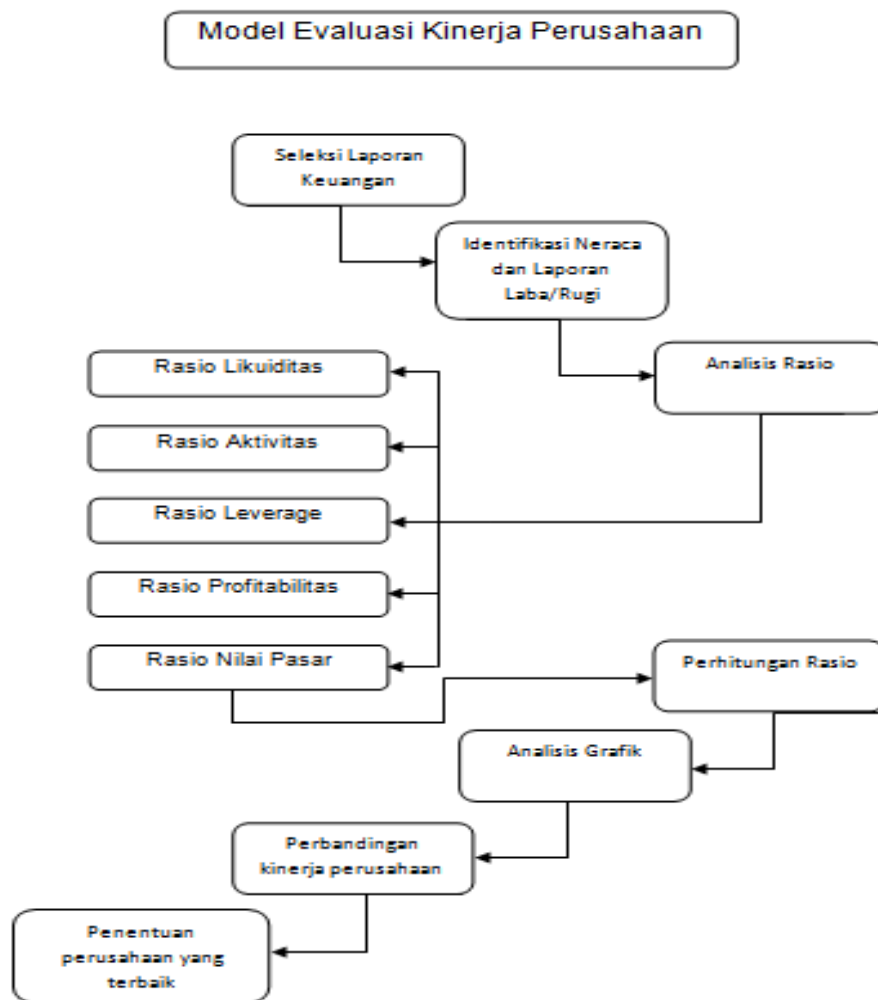 Model Evaluasi Kinerja Perusahaan
Seleksi Laporan
Keuangan
Identifikasi Neraca
dan Laporan
Laba/Rugi
Analisis Rasio
Rasio Likuiditas
Rasio Aktivitas
Rasio Leverage
Rasio Profitabilitas
Rasio Nilai Pasar
Perhitungan Rasio
Analisis Grafik
Perbandingan
kinerja perusahaan
Penentuan
perusahaan yang
terbaik